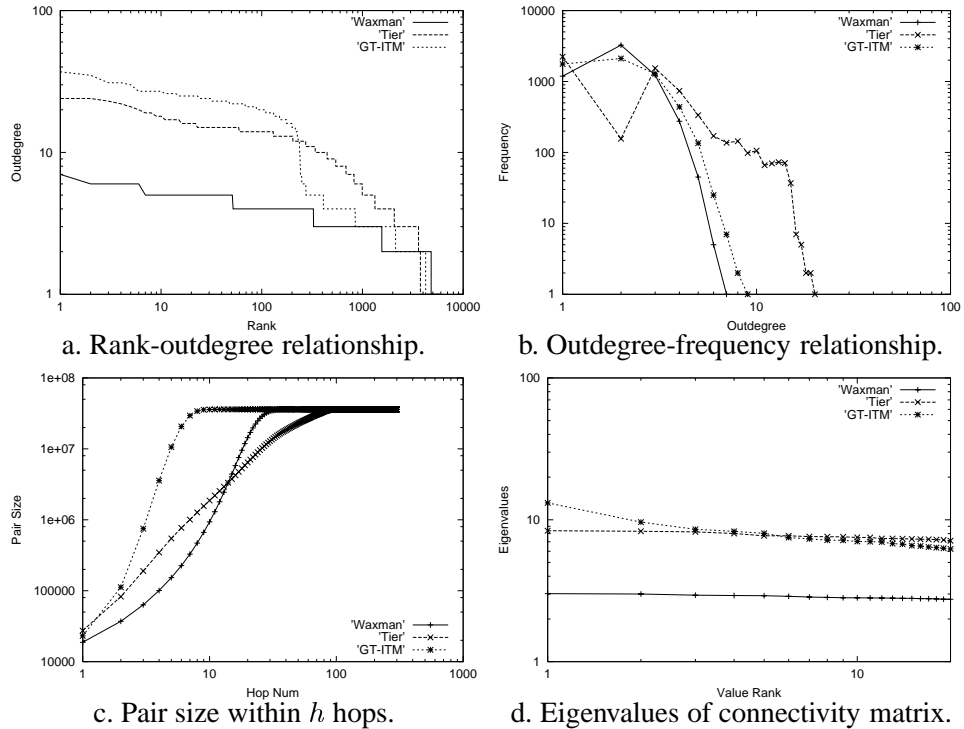 100
10
1
1 10 100 1000 10000
Outdegree
Rank
'Waxman'
'Tier'
'GT-ITM'
a. Rank-outdegree relationship.
10000
1000
100
10
1
1 10 100
Frequency
Outdegree
'Waxman'
'Tier'
'GT-ITM'
b. Outdegree-frequency relationship.
1e+08
1e+07
1e+06
100000
10000
1 10 100 1000
Pair Size
Hop Num
'Waxman'
'Tier'
'GT-ITM'
c. Pair size within h hops.
100
10
1
1 10
Eigenvalues
Value Rank
'Waxman'
'Tier'
'GT-ITM'
d. Eigenvalues of connectivity matrix.